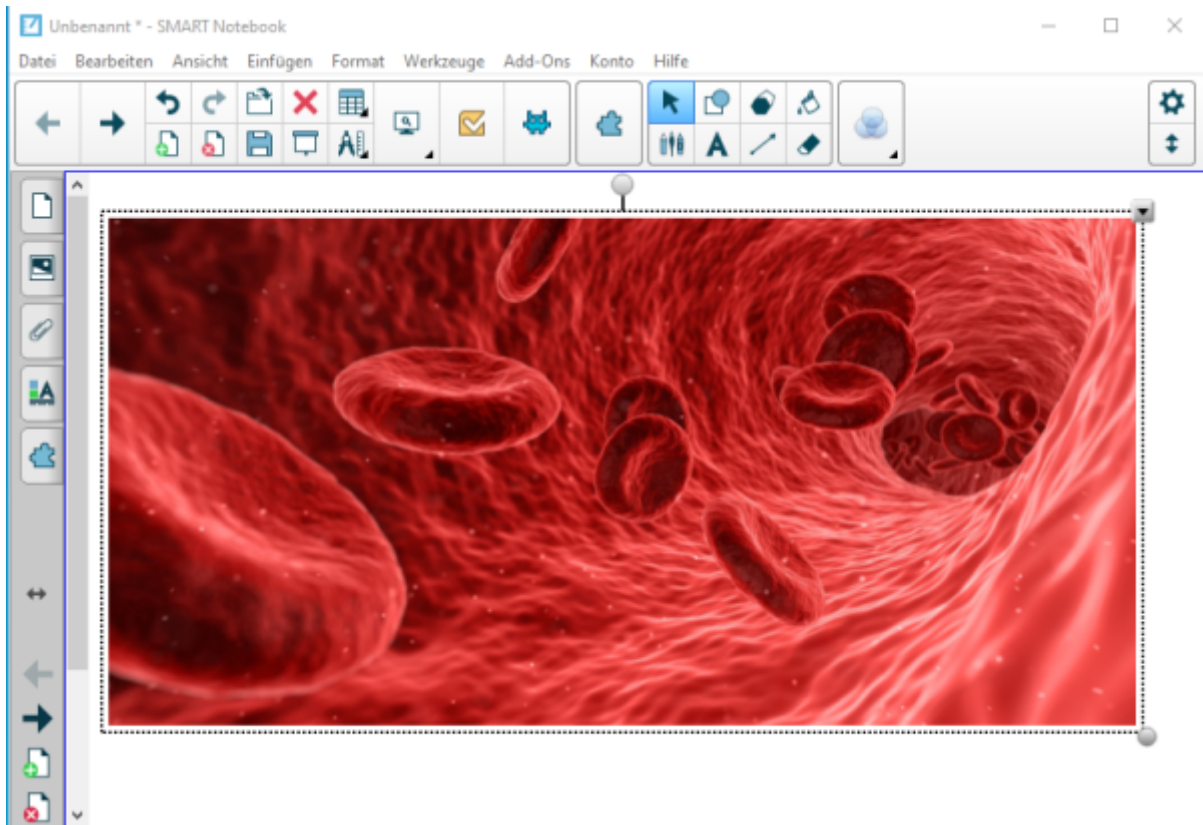 Unbenannt * - SMART Notebook
Datei Bearbeiten Ansicht Einfügen Format Werkzeuge Add-Ons Konto Hilfe